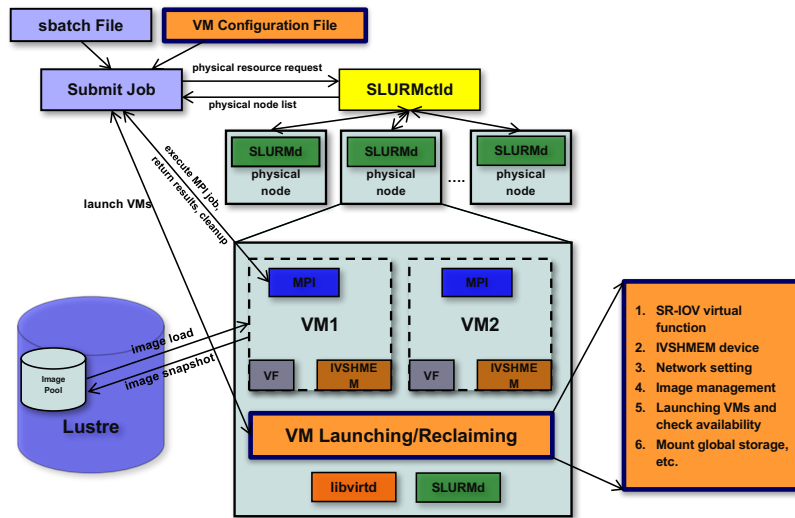 sbatch File
VM Configuration File
physical resource request
Submit Job
SLURMctld
physical node list
SLURMd
physical
node
SLURMd
physical
node
....
SLURMd
physical
node
execute MPI job,
return results, cleanup
launch VMs
MPI
VM1
VF
IVSHME
M
MPI
VM2
VF
IVSHME
M
image load
image snapshot
Image
Pool
Lustre
VM Launching/Reclaiming
libvirtd
SLURMd
1. SR-IOV virtual
function
2. IVSHMEM device
3. Network setting
4. Image management
5. Launching VMs and
check availability
6. Mount global storage,
etc.